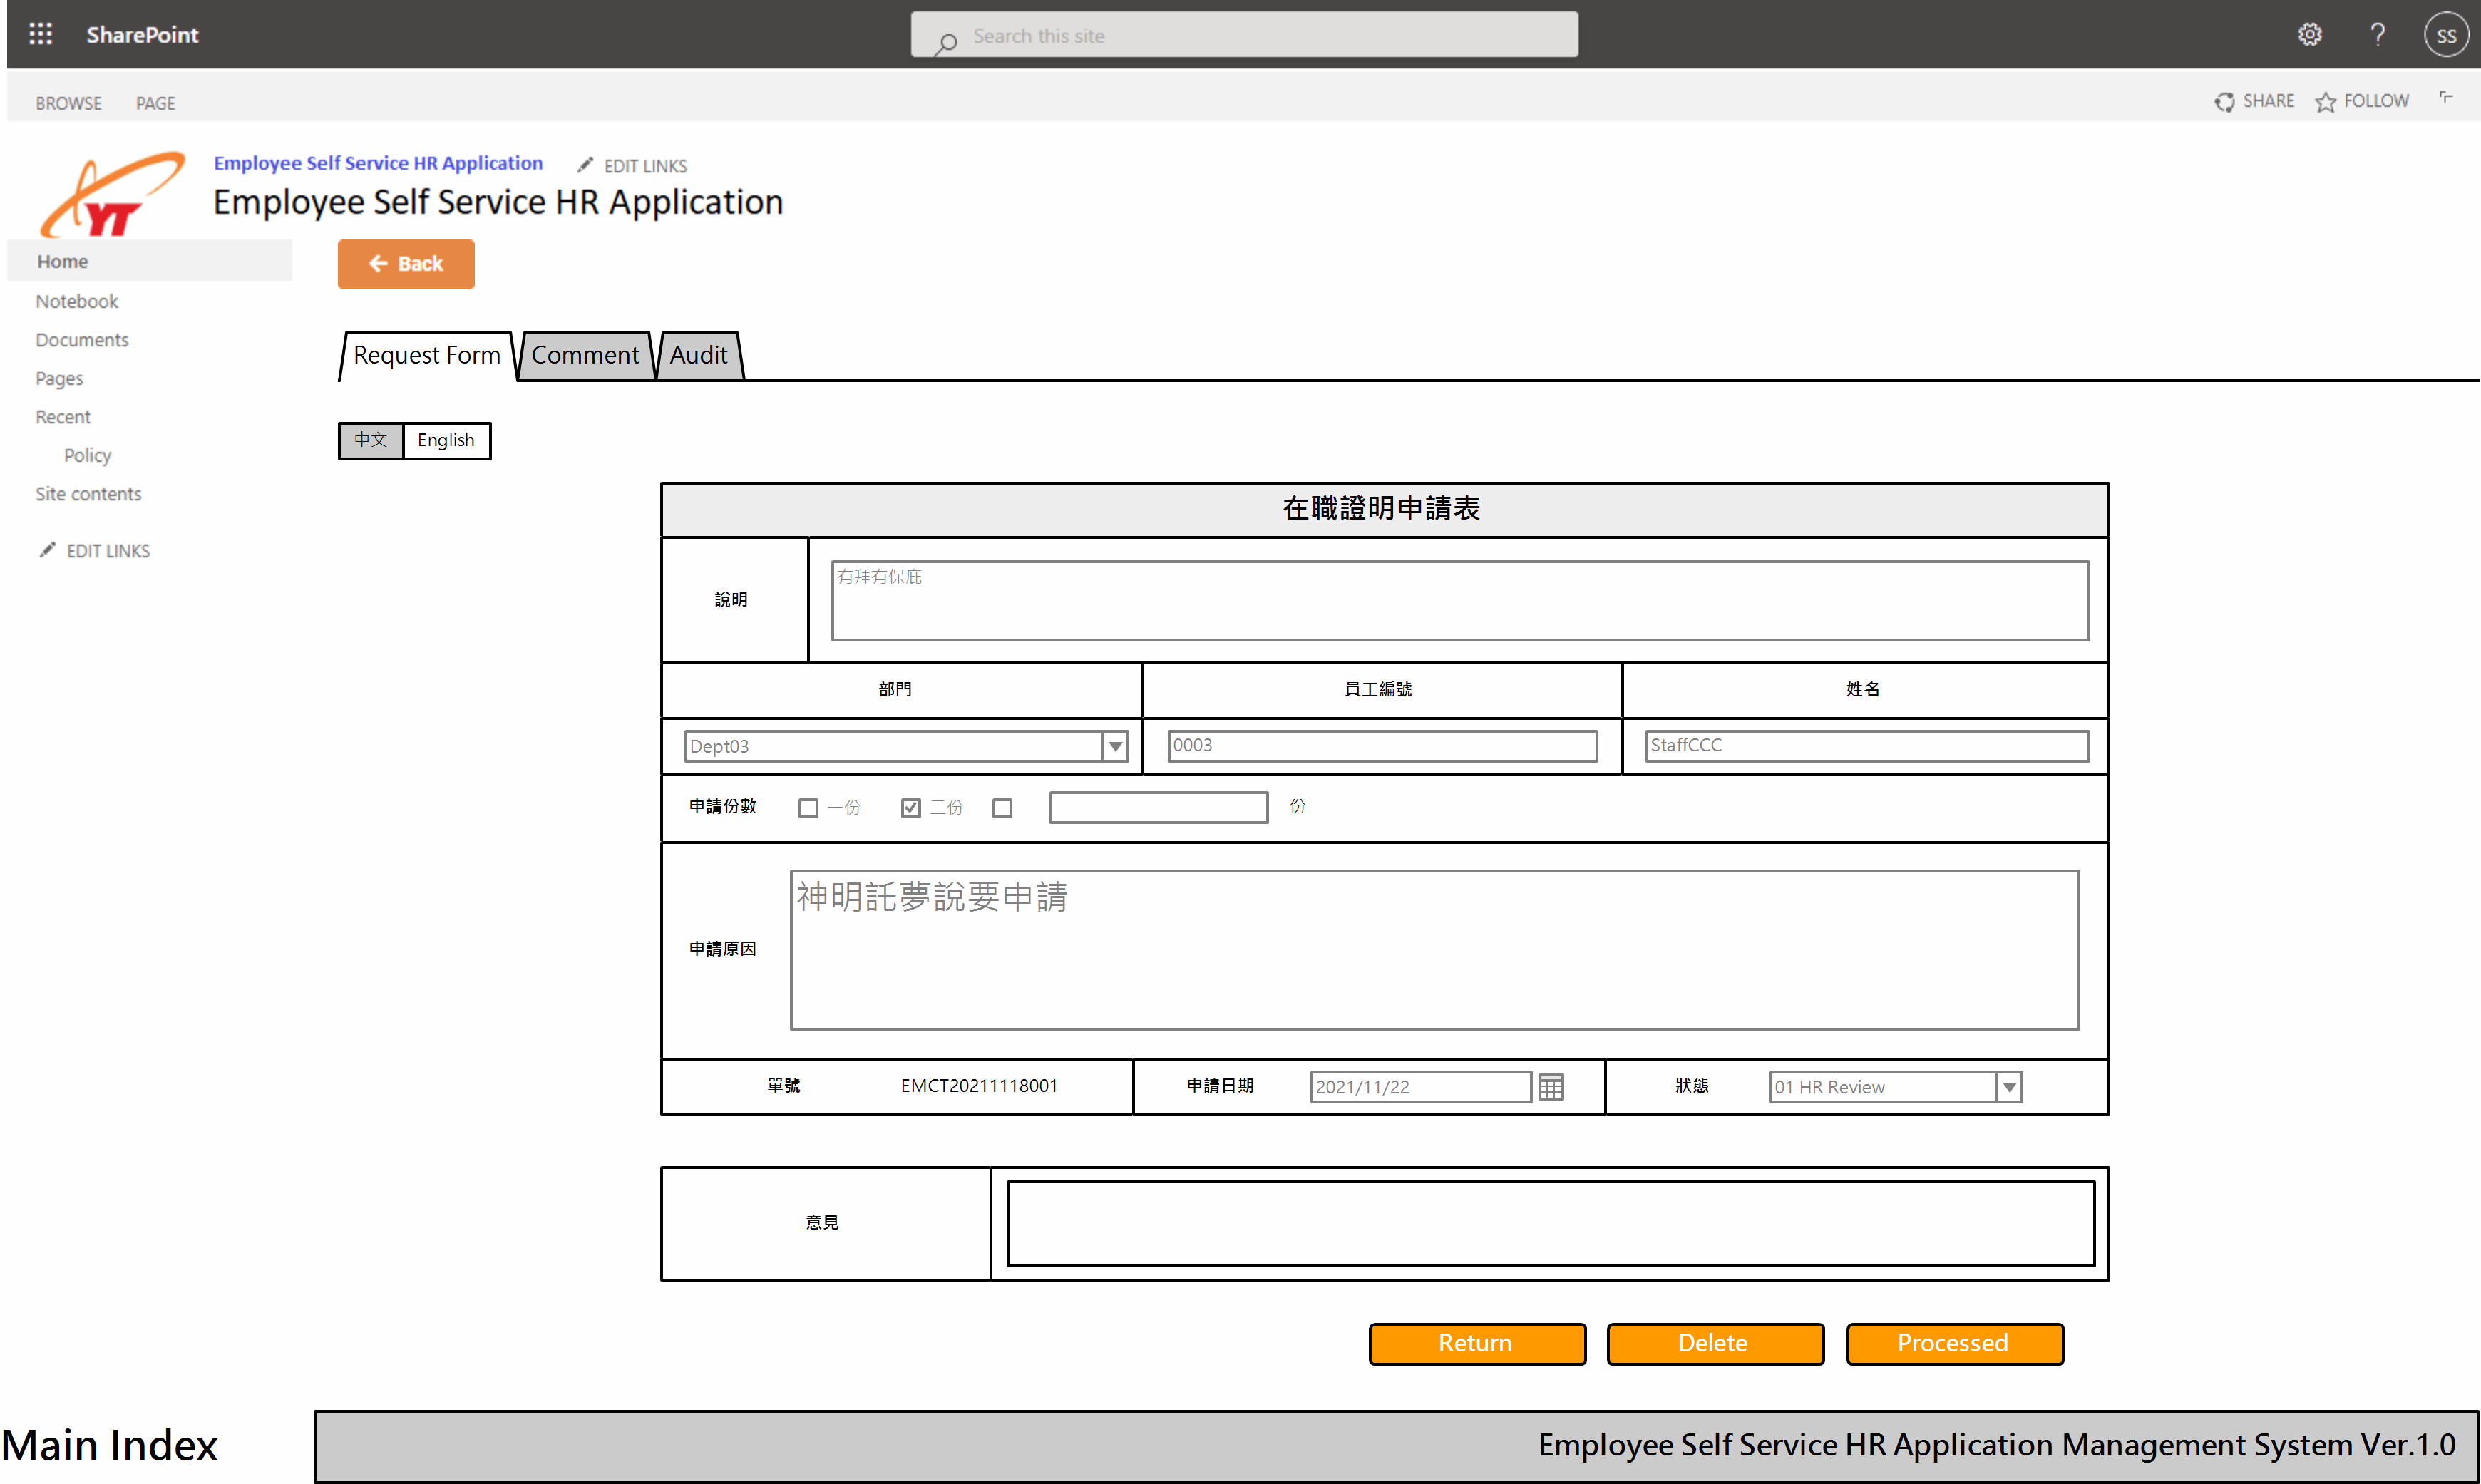 SharePoint
Search this site
SS
BROWSE PAGE
SHARE FOLLOW
YT
Employee Self Service HR Application EDIT LINKS
Employee Self Service HR Application
Home
Notebook
Documents
Pages
Recent
Policy
Site contents
EDIT LINKS
Back
Request Form Comment Audit
中文 English
在職證明申請表
說明 有拜有保庇
部門 員工編號 姓名
Dept03 0003 StaffCCC
申請份數 一份 二份 份
申請原因 神明託夢說要申請
單號 EMCT20211118001 申請日期 2021/11/22 狀態 01 HR Review
意見
Return Delete Processed
Main Index
Employee Self Service HR Application Management System Ver.1.0